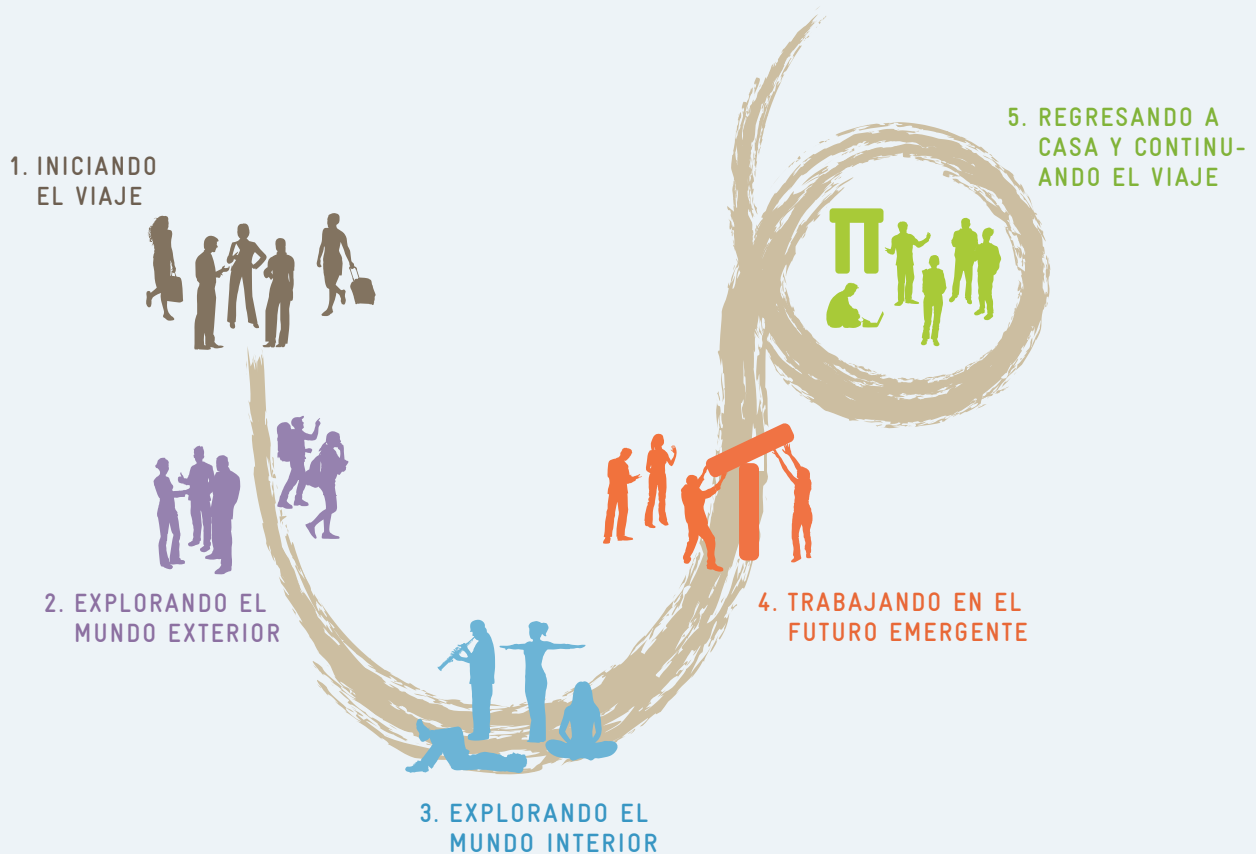 1. INICIANDO
EL VIAJE
2. EXPLORANDO EL
MUNDO EXTERIOR
3. EXPLORANDO EL
MUNDO INTERIOR
4. TRABAJANDO EN EL
FUTURO EMERGENTE
5. REGRESANDO A
CASA Y CONTINU-
ANDO EL VIAJE